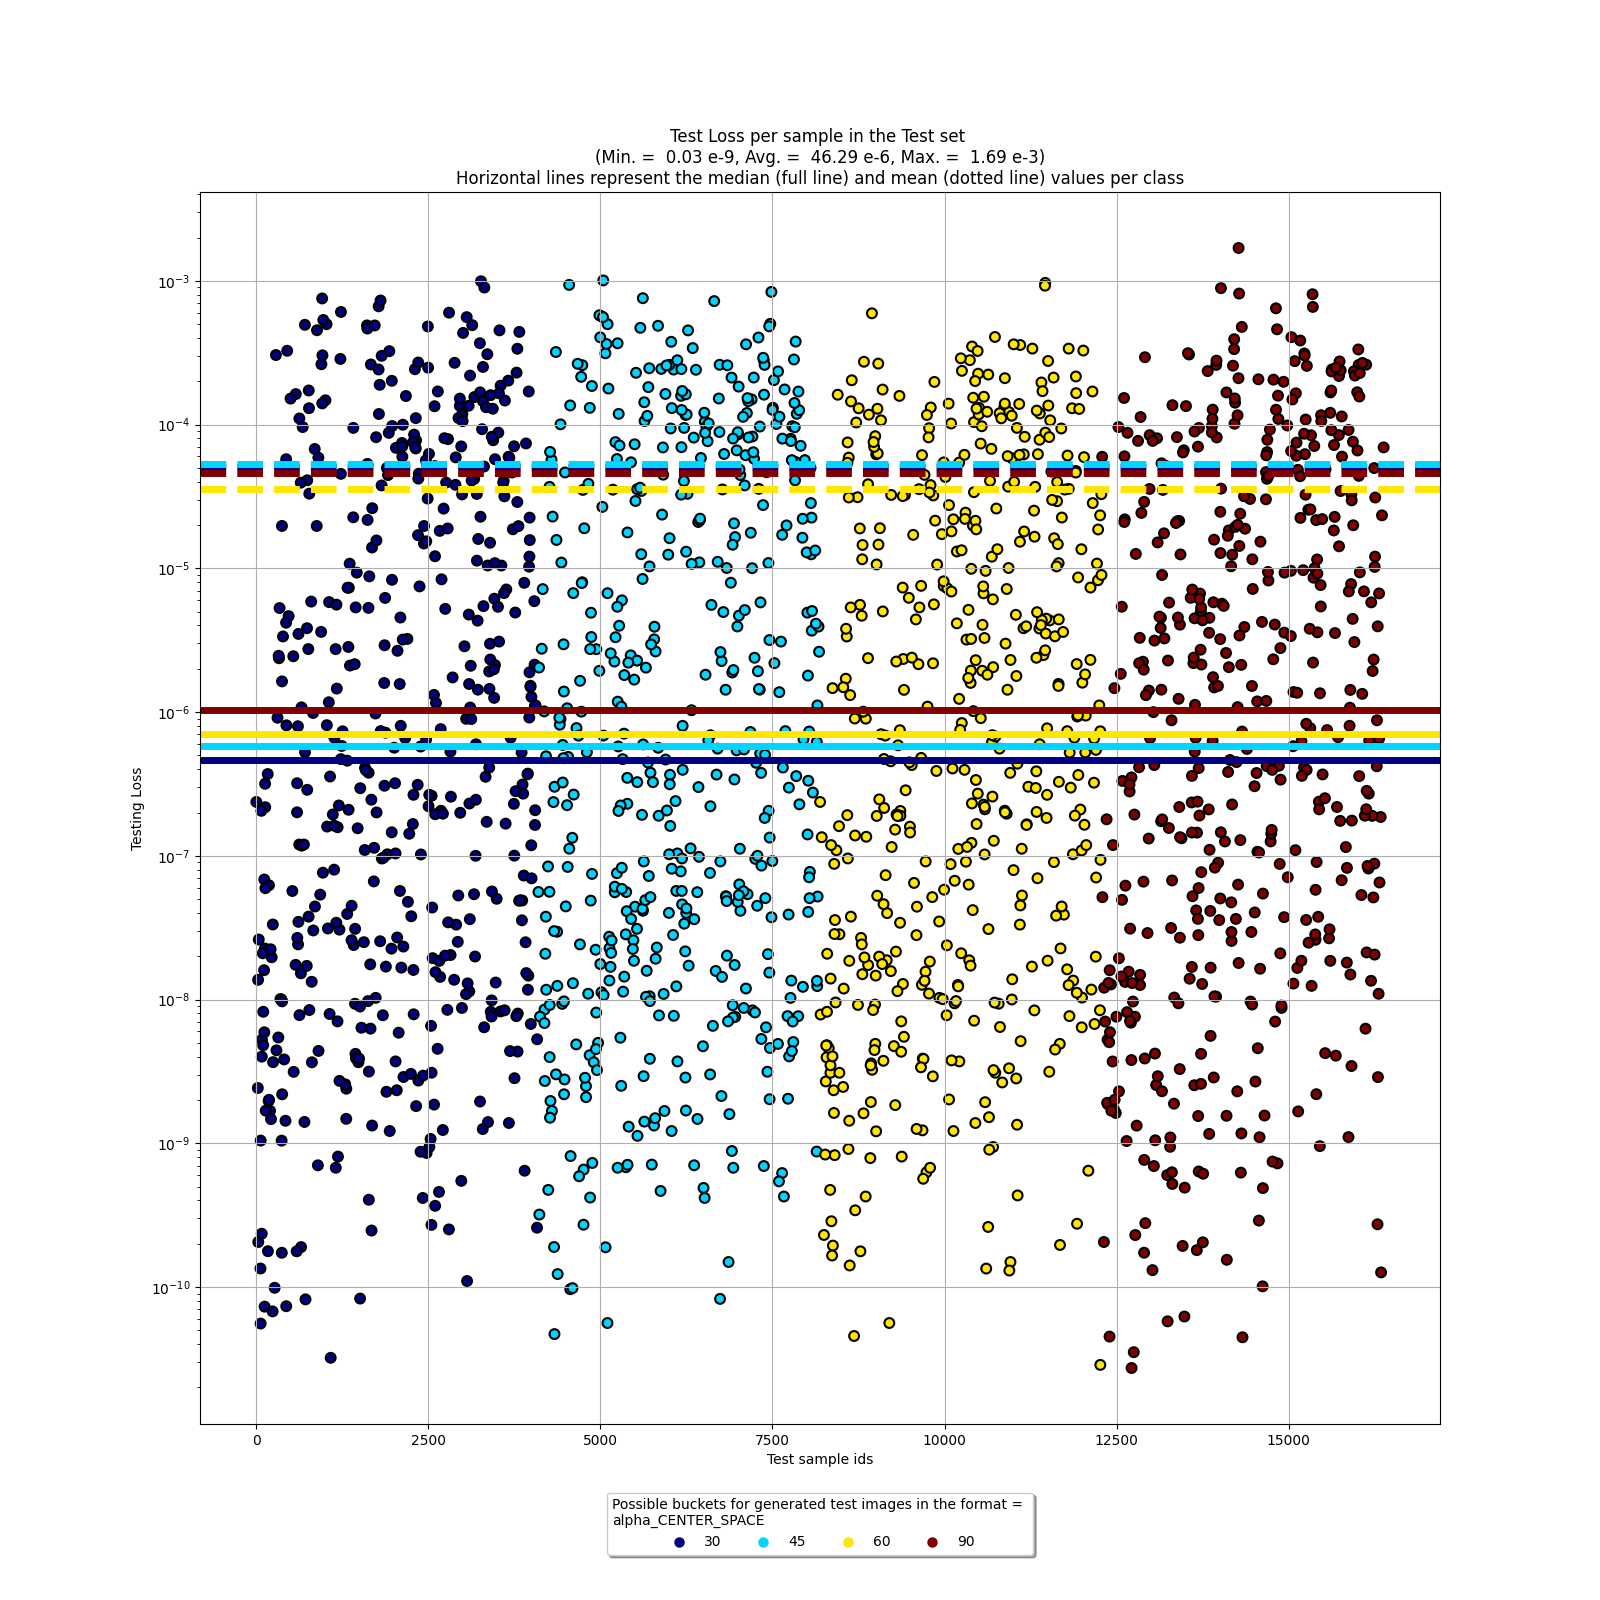 Test Loss per sample in the Test set
(Min. =  0.03 e-9, Avg. =  46.29 e-6, Max. =  1.69 e-3)
Horizontal lines represent the median (full line) and mean (dotted line) values per class
Testing Loss
10⁻³
10⁻⁴
10⁻⁵
10⁻⁶
10⁻⁷
10⁻⁸
10⁻⁹
10⁻¹⁰
0 2500 5000 7500 10000 12500 15000
Test sample ids
Possible buckets for generated test images in the format =
alpha_CENTER_SPACE
30 45 60 90